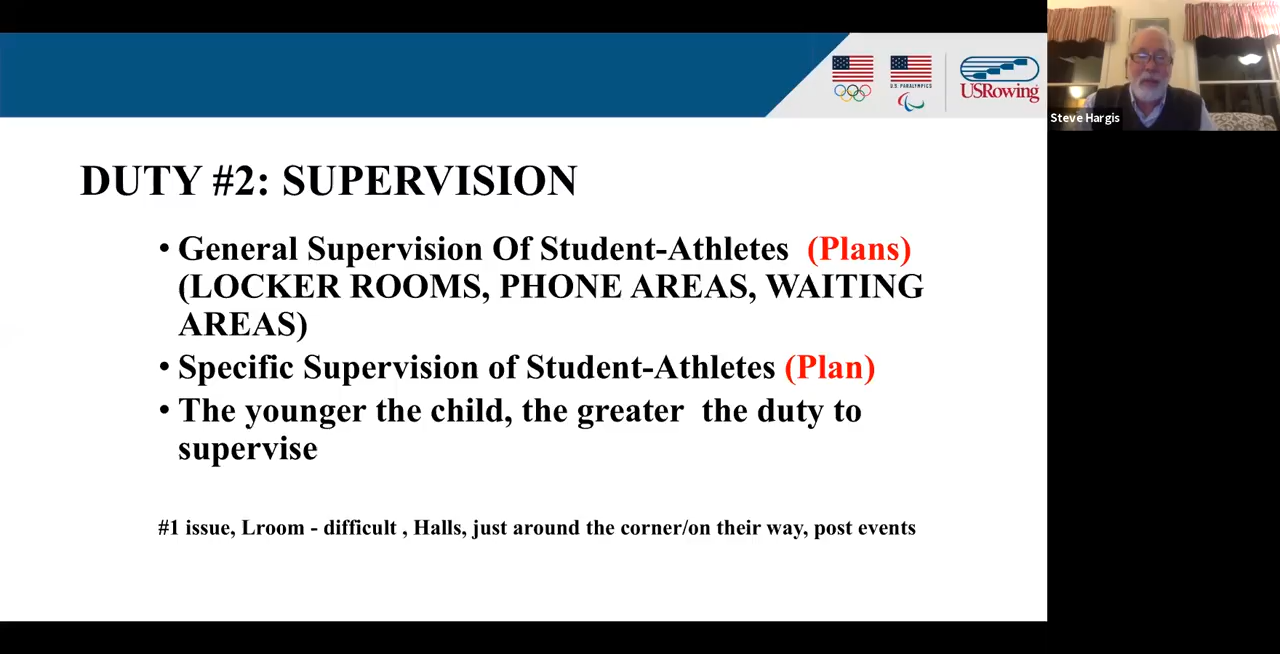 U.S. PARALYMPICS
USRowing
Steve Hargis
DUTY #2: SUPERVISION
• General Supervision Of Student-Athletes (Plans)
(LOCKER ROOMS, PHONE AREAS, WAITING
AREAS)
• Specific Supervision of Student-Athletes (Plan)
• The younger the child, the greater the duty to
supervise
#1 issue, Lroom - difficult , Halls, just around the corner/on their way, post events